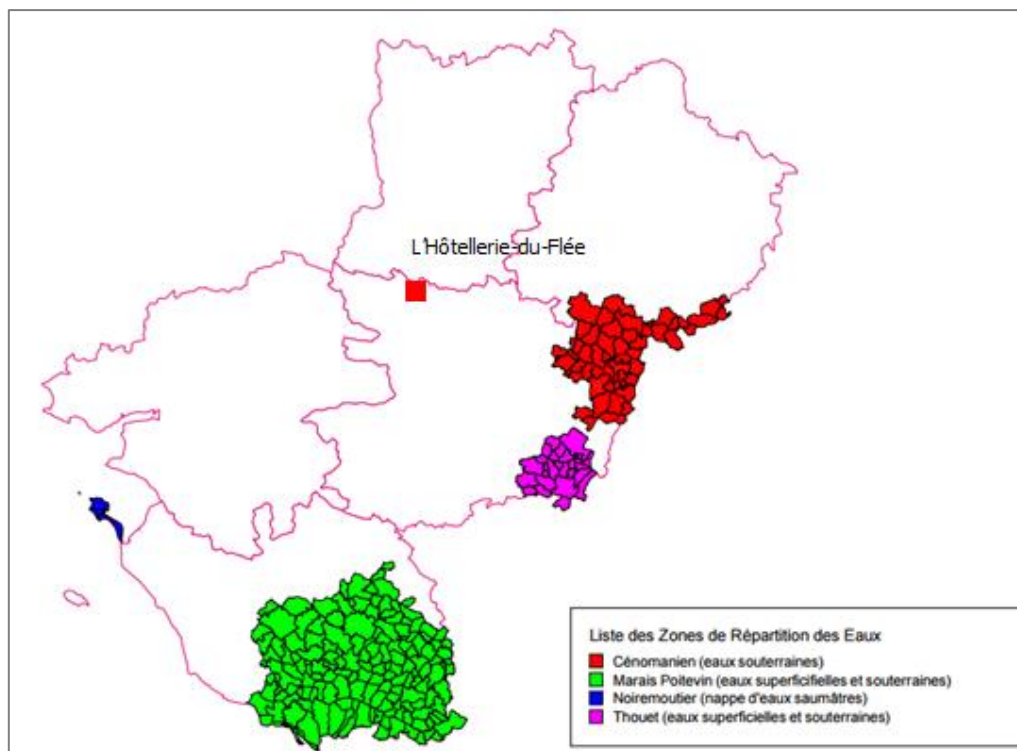 L'Hôtellerie-du-Flée
Liste des Zones de Répartition des Eaux
Cénomanien (eaux souterraines)
Marais Poitevin (eaux superficifielles et souterraines)
Noiremoutier (nappe d'eaux saumâtres)
Thouet (eaux superficielles et souterraines)